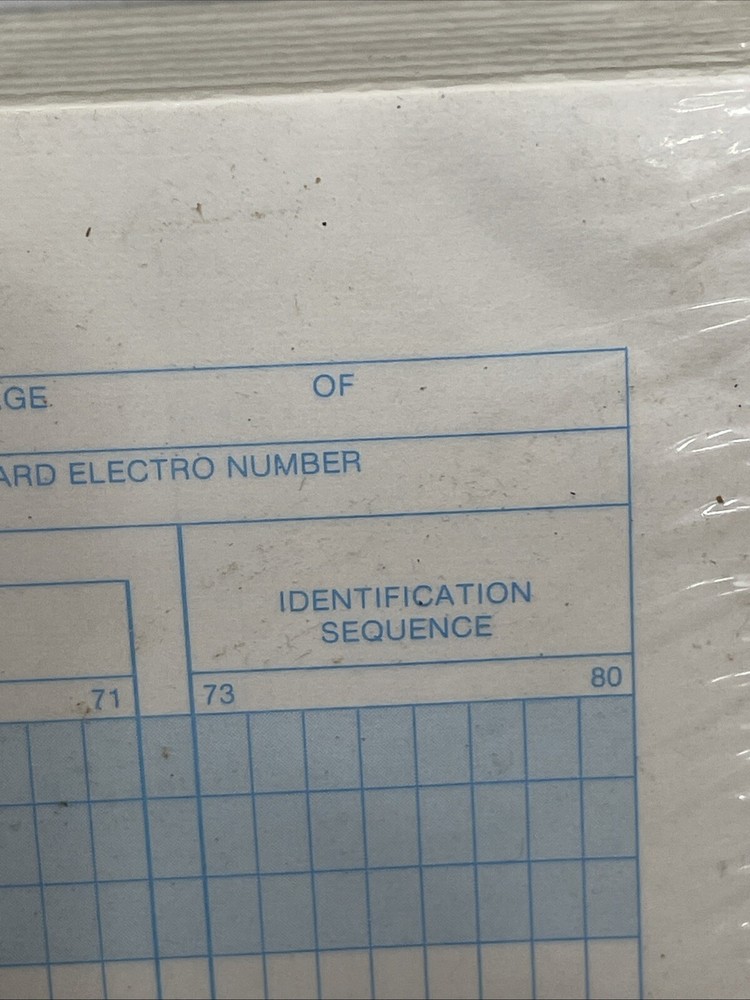 GE OF
ARD ELECTRO NUMBER
IDENTIFICATION
SEQUENCE
71 73 80